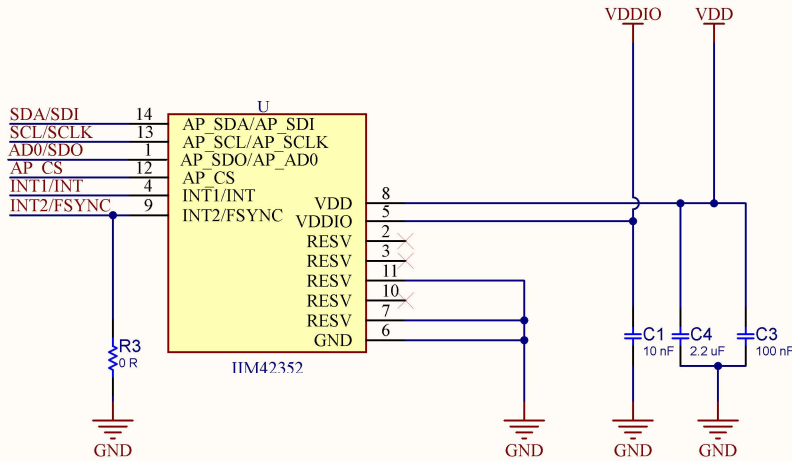 VDDIO VDD
U
SDA/SDI 14 AP_SDA/AP_SDI
SCL/SCLK 13 AP_SCL/AP_SCLK
AD0/SDO 1 AP_SDO/AP_AD0
AP_CS 12 AP_CS
INT1/INT 4 INT1/INT
INT2/FSYNC 9 INT2/FSYNC
VDD 8
VDDIO 5
RESV 2
RESV 3
RESV 11
RESV 10
RESV 7
GND 6
IIM42352
R3
0 R
C1
10 nF
C4
2.2 uF
C3
100 nF
GND GND GND GND